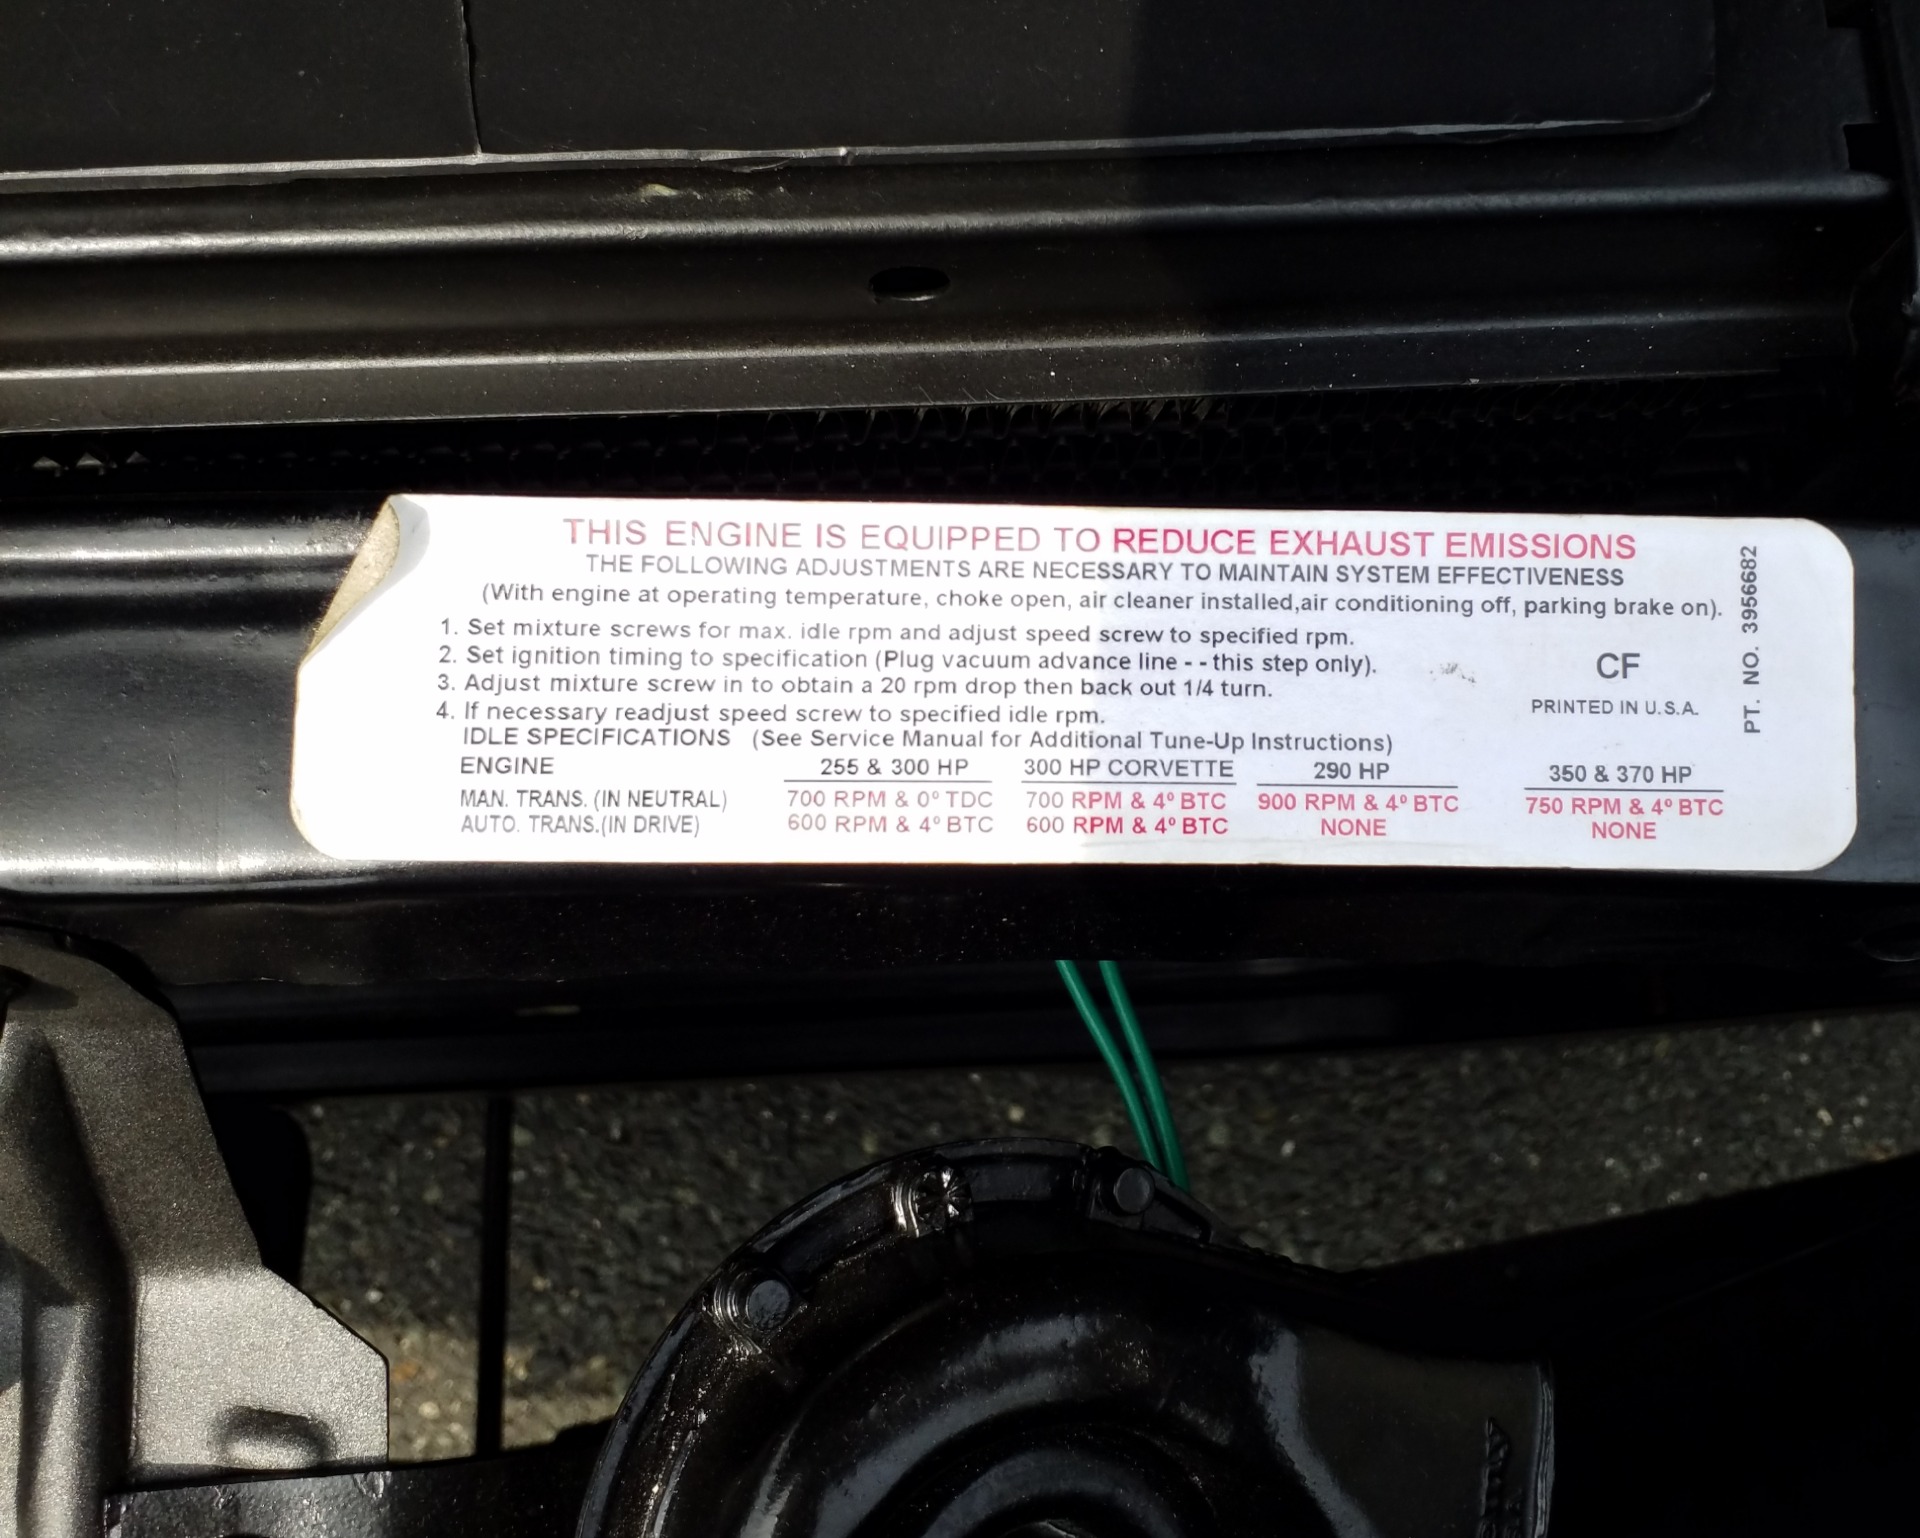 THIS ENGINE IS EQUIPPED TO REDUCE EXHAUST EMISSIONS
THE FOLLOWING ADJUSTMENTS ARE NECESSARY TO MAINTAIN SYSTEM EFFECTIVENESS
(With engine at operating temperature, choke open, air cleaner installed,air conditioning off, parking brake on).
1. Set mixture screws for max. idle rpm and adjust speed screw to specified rpm.
2. Set ignition timing to specification (Plug vacuum advance line - - this step only).
3. Adjust mixture screw in to obtain a 20 rpm drop then back out 1/4 turn.
4. If necessary readjust speed screw to specified idle rpm.
CF
PRINTED IN U.S.A.
PT. NO. 3956682
IDLE SPECIFICATIONS (See Service Manual for Additional Tune-Up Instructions)
ENGINE 255 & 300 HP 300 HP CORVETTE 290 HP 350 & 370 HP
MAN. TRANS. (IN NEUTRAL) 700 RPM & 0º TDC 700 RPM & 4º BTC 900 RPM & 4º BTC 750 RPM & 4º BTC
AUTO. TRANS.(IN DRIVE) 600 RPM & 4º BTC 600 RPM & 4º BTC NONE NONE